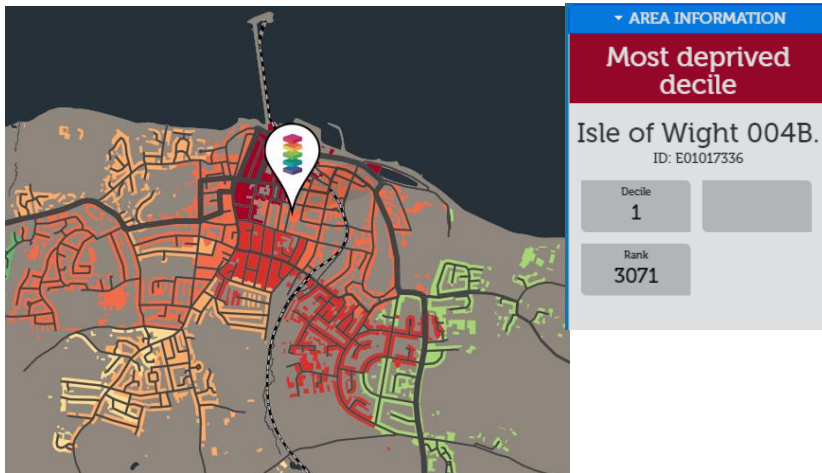 AREA INFORMATION
Most deprived
decile
Isle of Wight 004B.
ID: E01017336
Decile
1
Rank
3071